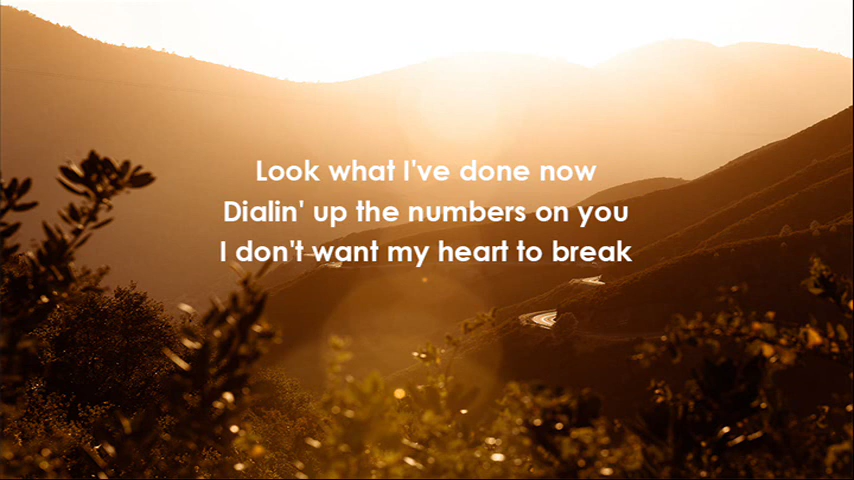 Look what I've done now
Dialin' up the numbers on you
I don't want my heart to break